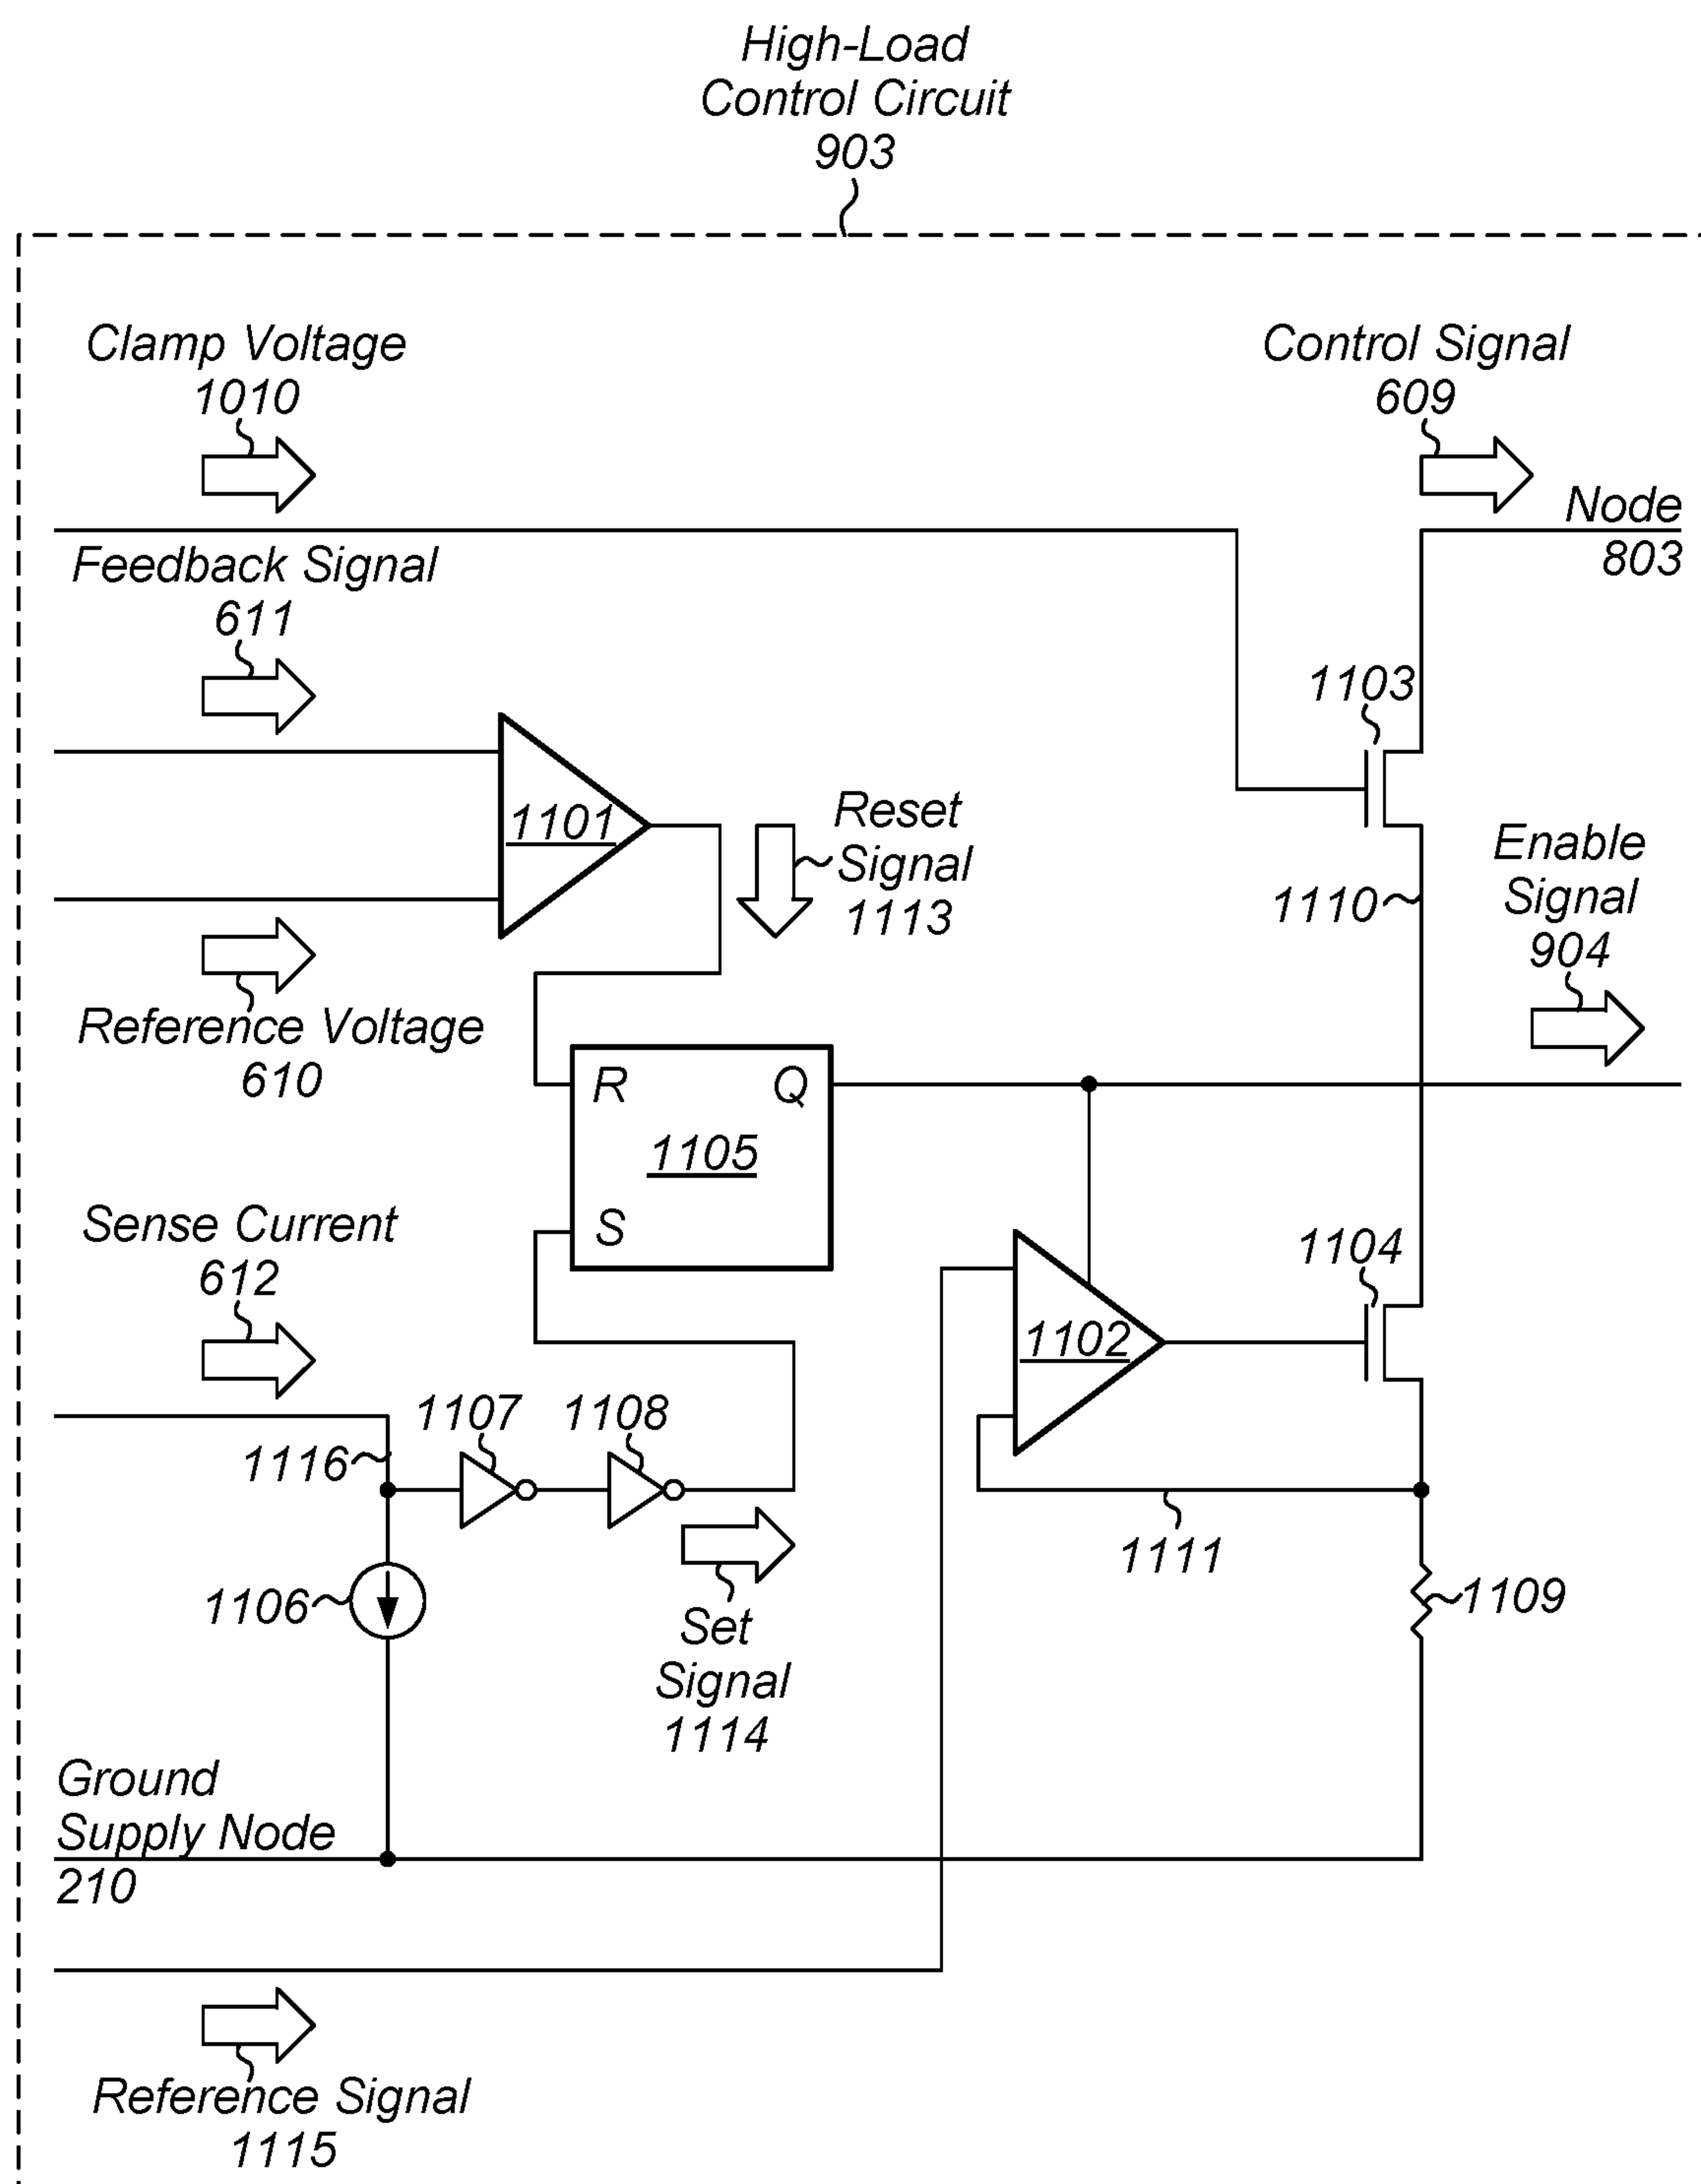 High-Load
Control Circuit
903
Clamp Voltage
1010
Control Signal
609
Node
803
Feedback Signal
611
1103
1101
Reset
Signal
1113
Enable
Signal
904
1110
Reference Voltage
610
R
Q
1105
S
Sense Current
612
1104
1102
1107
1108
1116
1111
1106
1109
Set
Signal
1114
Ground
Supply Node
210
Reference Signal
1115